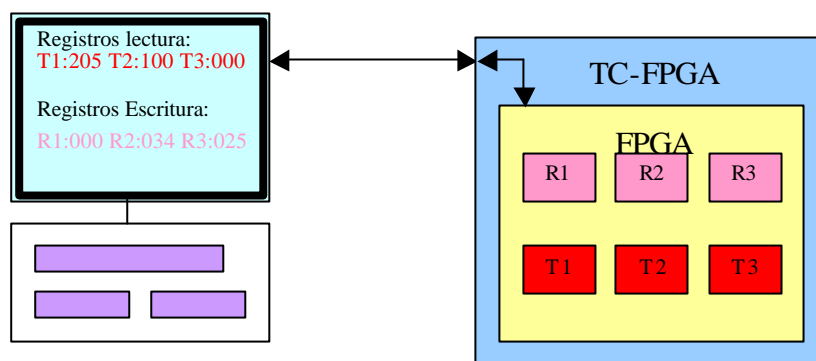 Registros lectura:
T1:205 T2:100 T3:000
Registros Escritura:
R1:000 R2:034 R3:025
TC-FPGA
FPGA
R1 R2 R3
T1 T2 T3